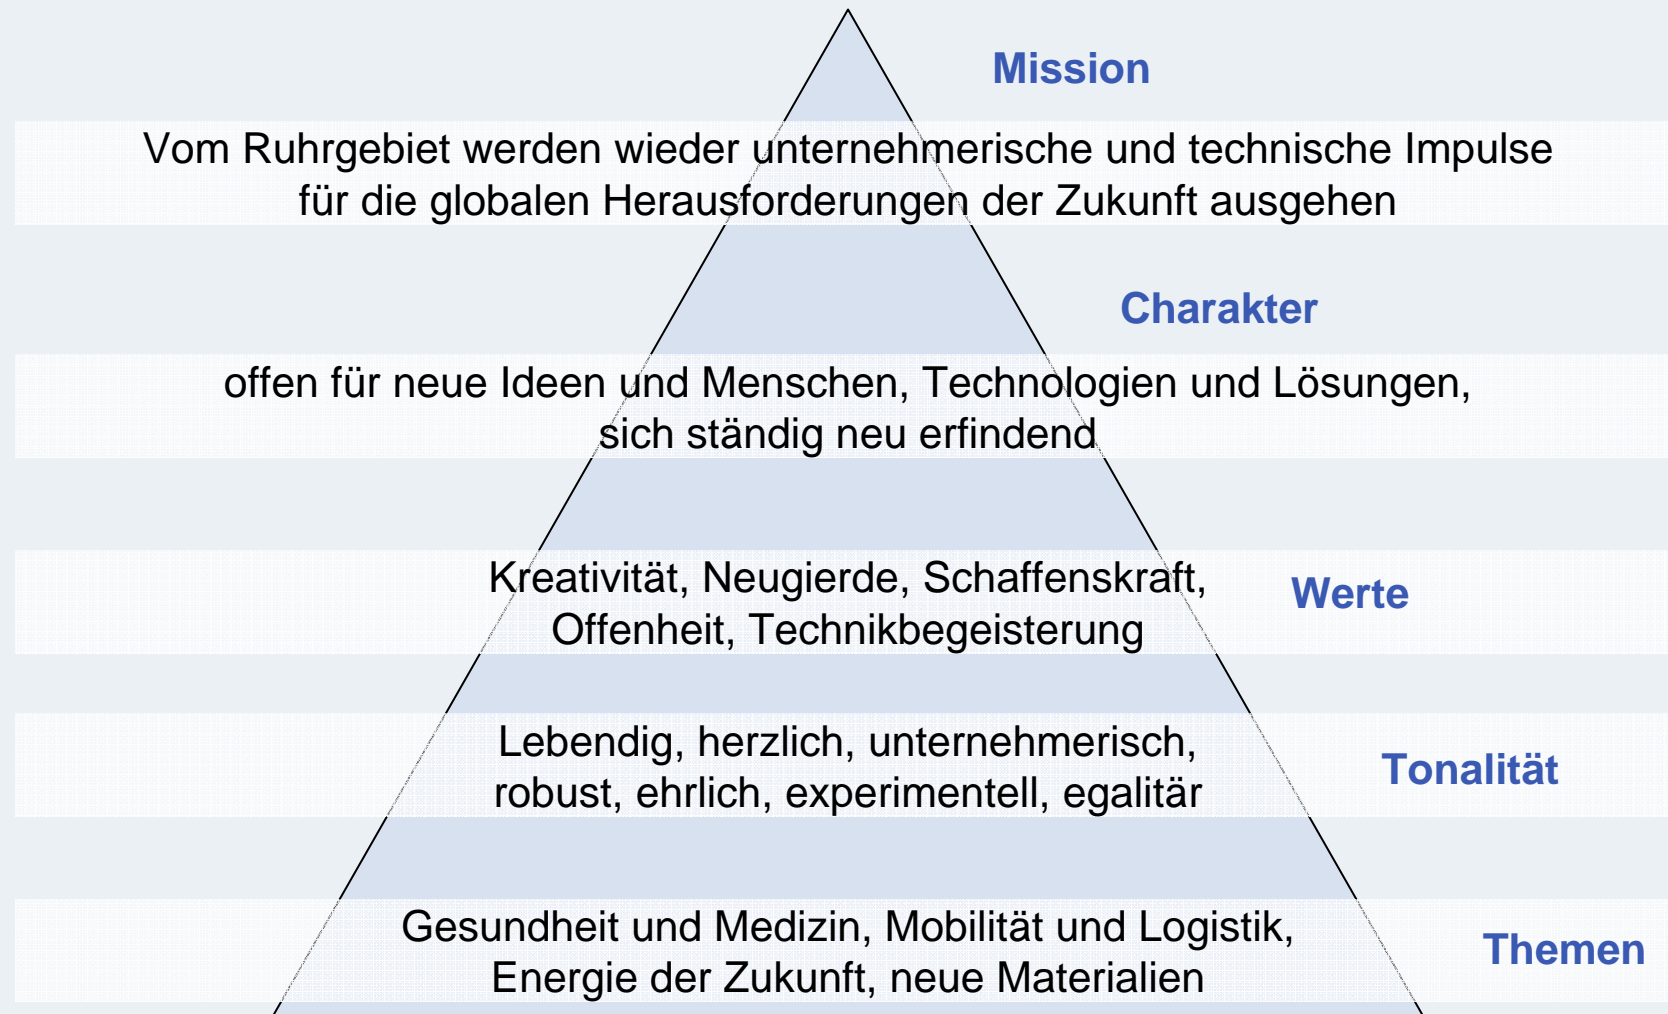 Mission
Vom Ruhrgebiet werden wieder unternehmerische und technische Impulse
für die globalen Herausforderungen der Zukunft ausgehen
Charakter
offen für neue Ideen und Menschen, Technologien und Lösungen,
sich ständig neu erfindend
Kreativität, Neugierde, Schaffenskraft,
Offenheit, Technikbegeisterung
Werte
Lebendig, herzlich, unternehmerisch,
robust, ehrlich, experimentell, egalitär
Tonalität
Gesundheit und Medizin, Mobilität und Logistik,
Energie der Zukunft, neue Materialien
Themen